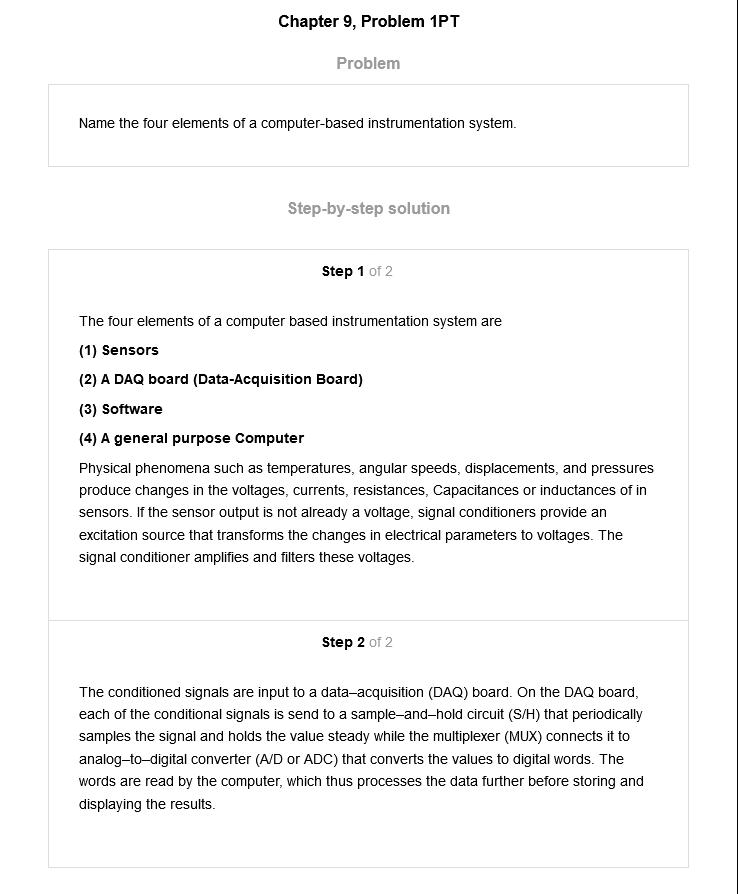 Chapter 9, Problem 1PT
Problem
Name the four elements of a computer-based instrumentation system.
Step-by-step solution
Step 1 of 2
The four elements of a computer based instrumentation system are
(1) Sensors
(2) A DAQ board (Data-Acquisition Board)
(3) Software
(4) A general purpose Computer
Physical phenomena such as temperatures, angular speeds, displacements, and pressures
produce changes in the voltages, currents, resistances, Capacitances or inductances of in
sensors. If the sensor output is not already a voltage, signal conditioners provide an
excitation source that transforms the changes in electrical parameters to voltages. The
signal conditioner amplifies and filters these voltages.
Step 2 of 2
The conditioned signals are input to a data–acquisition (DAQ) board. On the DAQ board,
each of the conditional signals is send to a sample–and–hold circuit (S/H) that periodically
samples the signal and holds the value steady while the multiplexer (MUX) connects it to
analog–to–digital converter (A/D or ADC) that converts the values to digital words. The
words are read by the computer, which thus processes the data further before storing and
displaying the results.